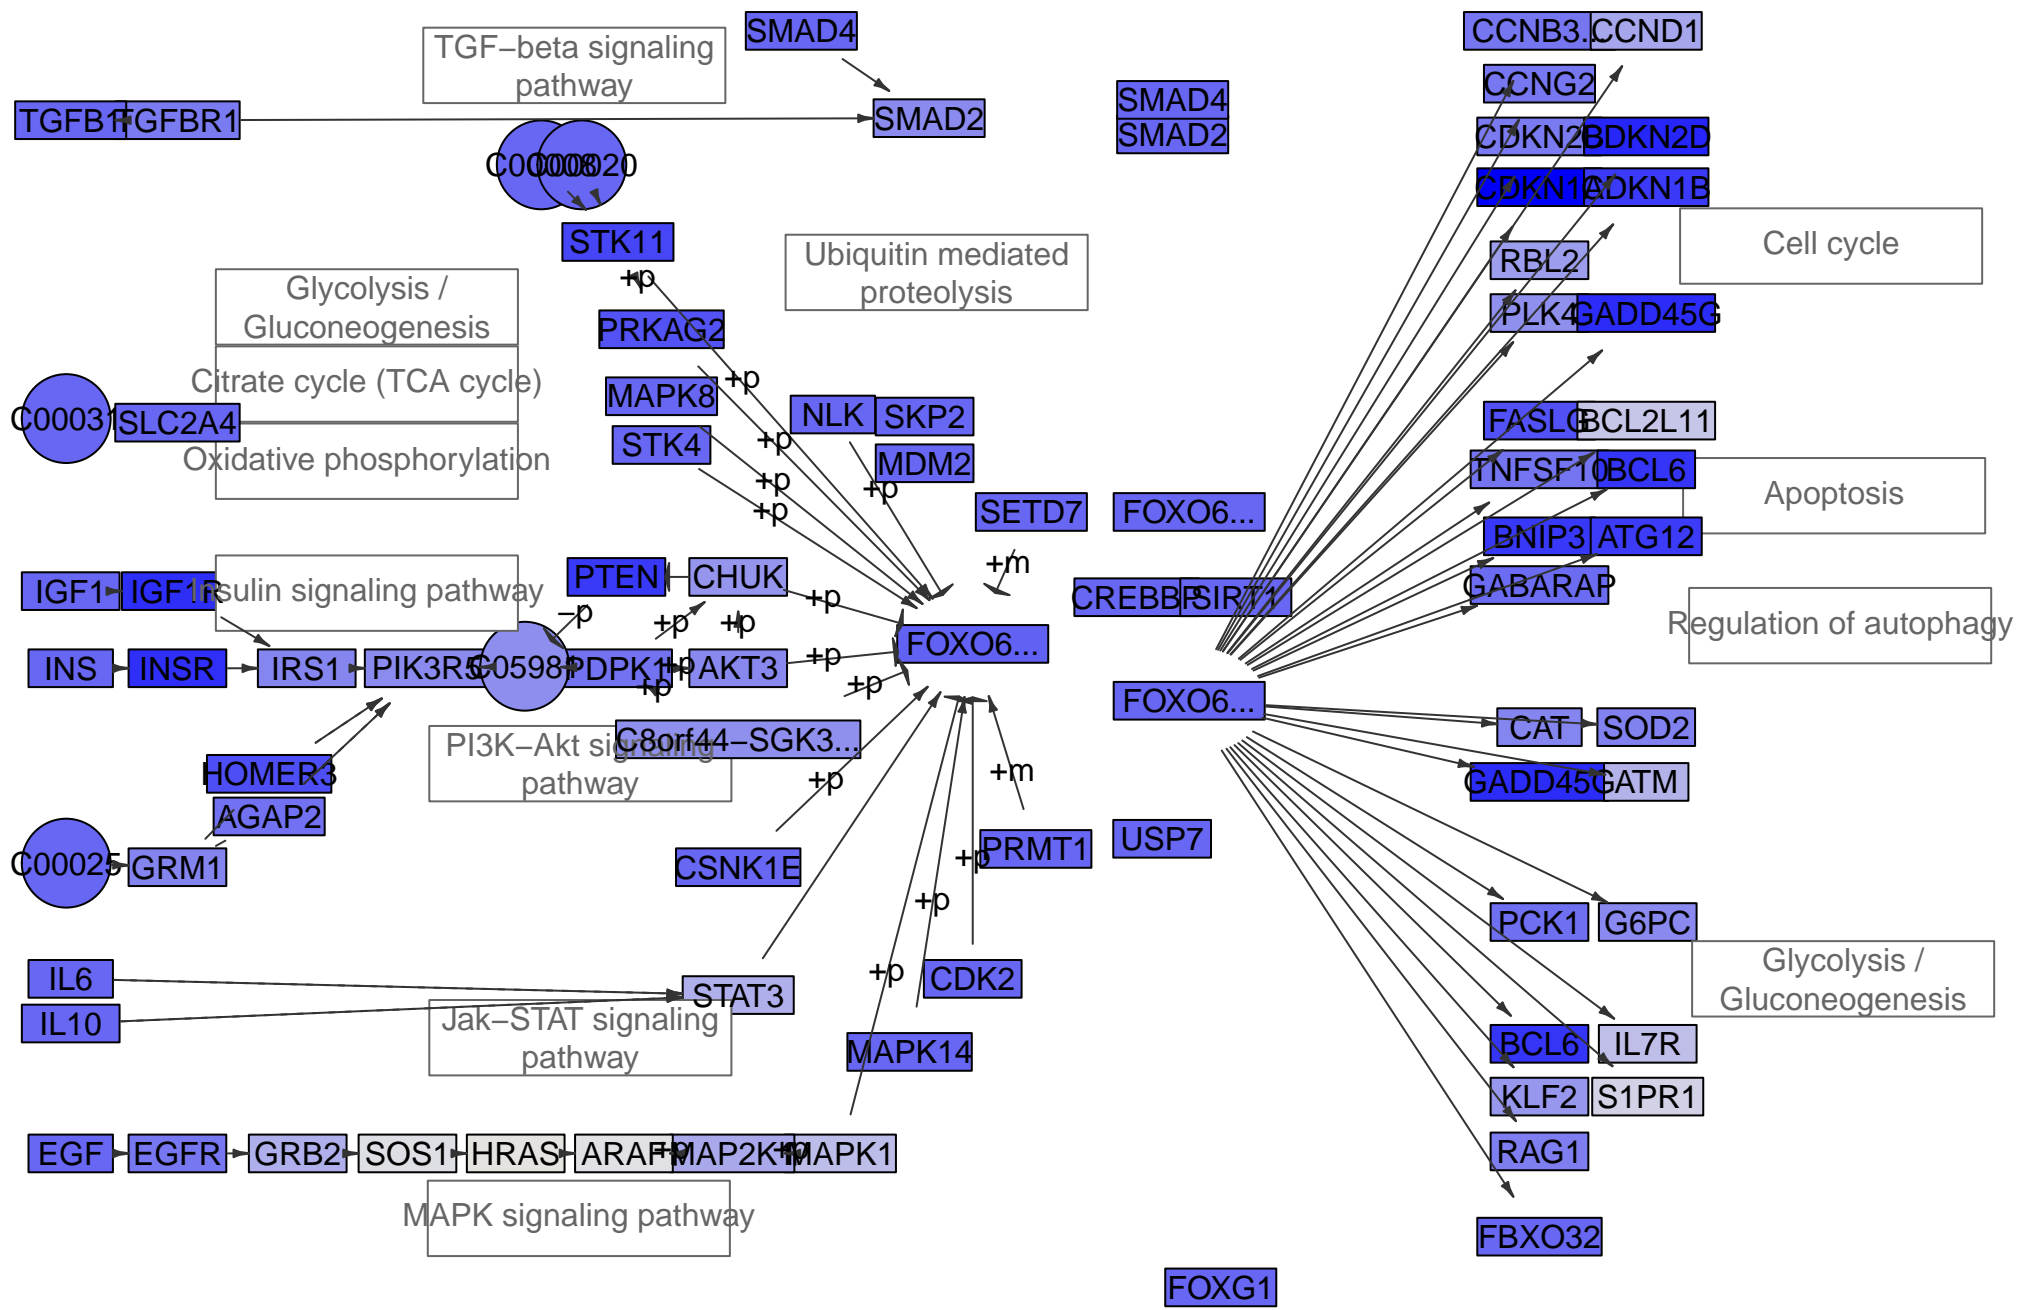 SMAD4
CCNB3...
CCND1
TGF−beta signaling
pathway
CCNG2
SMAD4
TGFB1
TGFBR1
SMAD2
SMAD2
CDKN2B
CDKN2D
C00020
CDKN1A
CDKN1B
STK11
Ubiquitin mediated
proteolysis
Cell cycle
RBL2
+p
Glycolysis /
Gluconeogenesis
PRKAG2
PLK4
GADD45G
Citrate cycle (TCA cycle)
+p
MAPK8
NLK
SKP2
C00031
SLC2A4
FASLG
BCL2L11
STK4
+p
MDM2
Oxidative phosphorylation
TNFSF10
BCL6
+p
+p
Apoptosis
+p
SETD7
FOXO6...
BNIP3
ATG12
+m
IGF1
IGF1R
Insulin signaling pathway
PTEN
CHUK
GABARAP
+p
CREBBP
SIRT1
−p
+p
+p
Regulation of autophagy
FOXO6...
INS
INSR
IRS1
PIK3R5
C05981
PDPK1
+p
AKT3
+p
+p
+p
FOXO6...
CAT
SOD2
PI3K−Akt signaling
pathway
C8orf44−SGK3...
HOMER3
+p
+m
GADD45G
GATM
AGAP2
C00025
GRM1
CSNK1E
+p
PRMT1
USP7
+p
PCK1
G6PC
IL6
+p
CDK2
Glycolysis /
Gluconeogenesis
STAT3
IL10
Jak−STAT signaling
pathway
MAPK14
BCL6
IL7R
KLF2
S1PR1
EGF
EGFR
GRB2
SOS1
HRAS
ARAF
+p
MAP2K1
+p
MAPK1
RAG1
MAPK signaling pathway
FBXO32
FOXG1